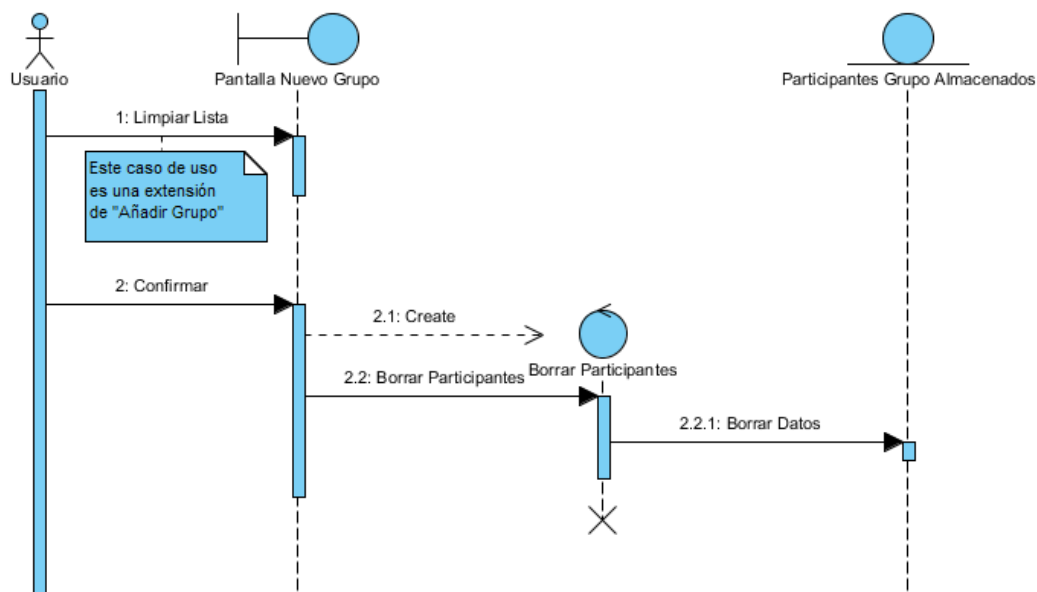 Usuario
Pantalla Nuevo Grupo
Participantes Grupo Almacenados
1: Limpiar Lista
Este caso de uso
es una extensión
de "Añadir Grupo"
2: Confirmar
2.1: Create
Borrar Participantes
2.2: Borrar Participantes
2.2.1: Borrar Datos